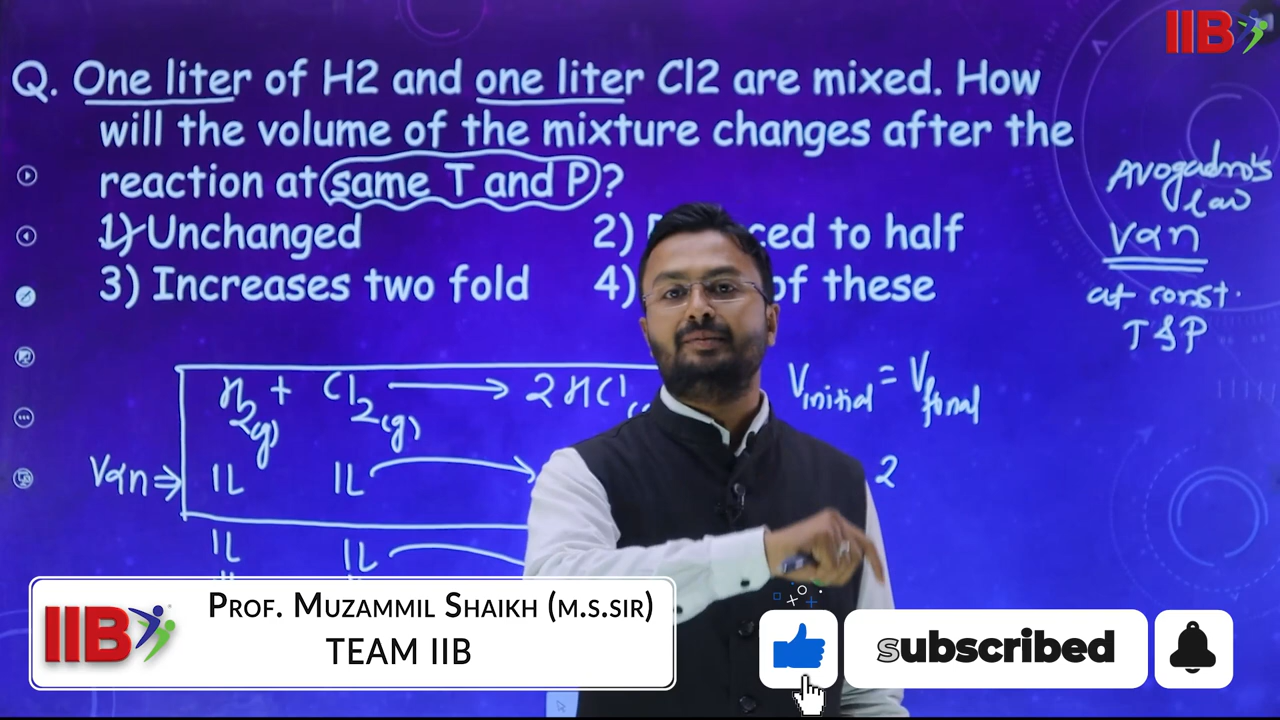 IIB
Q. One liter of H2 and one liter Cl2 are mixed. How
will the volume of the mixture changes after the
reaction at same T and P?
1) Unchanged
2) ced to half
3) Increases two fold
4) of these
Avogadro's
law
V∝n
at const.
T & P
H2(g) + Cl2(g) → 2HCl
Vinitial = Vfinal
V∝n ⇒ 1L 1L
2
1L 1L
IIB
PROF. MUZAMMIL SHAIKH (M.S.SIR)
TEAM IIB
subscribed